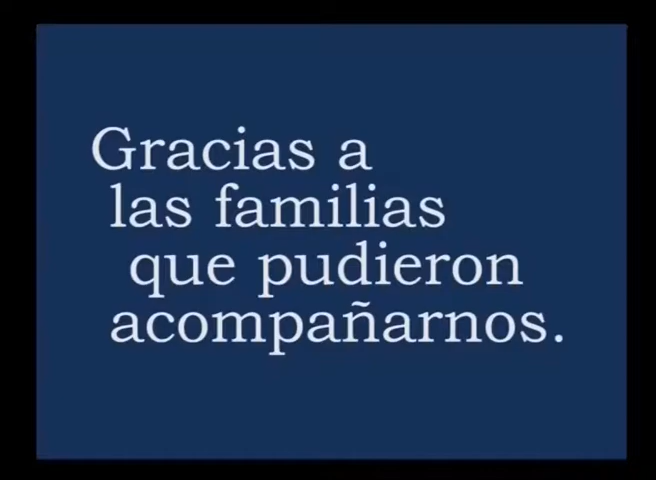 Gracias a
las familias
que pudieron
acompañarnos.